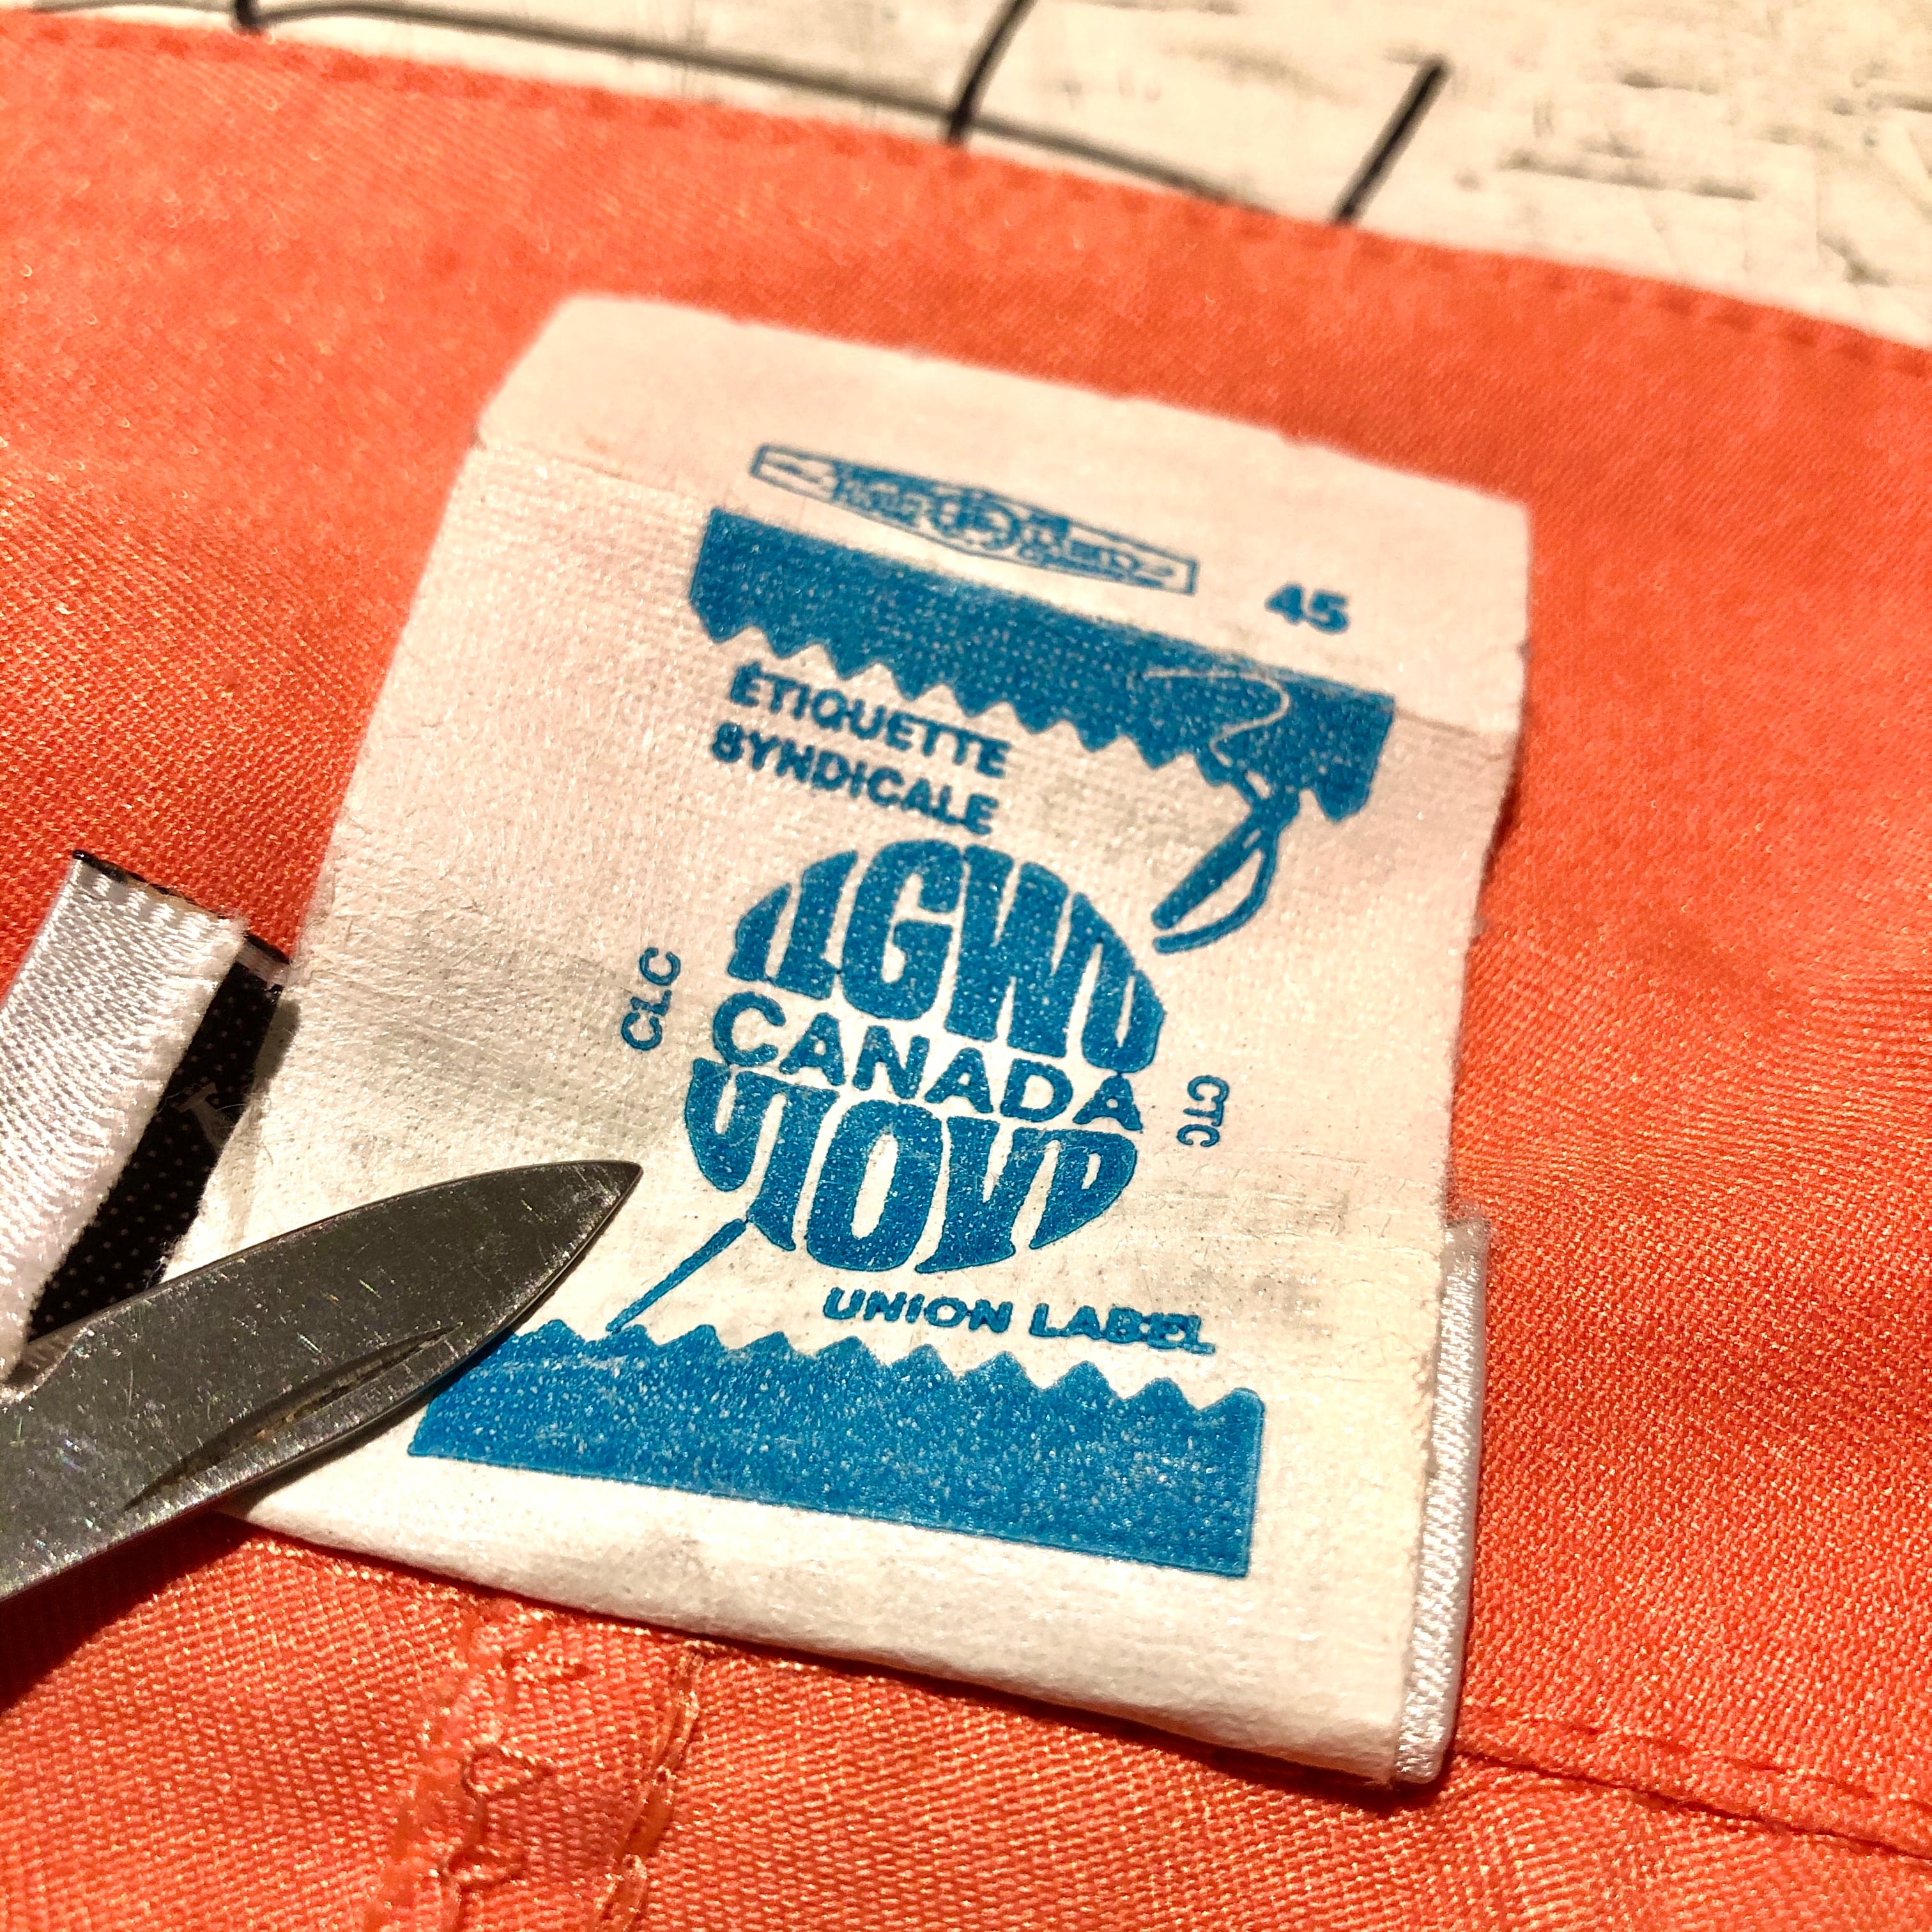 45
ÉTIQUETTE
SYNDICALE
ILGWU
CLC
CANADA
CTC
UIOVD
UNION LABEL